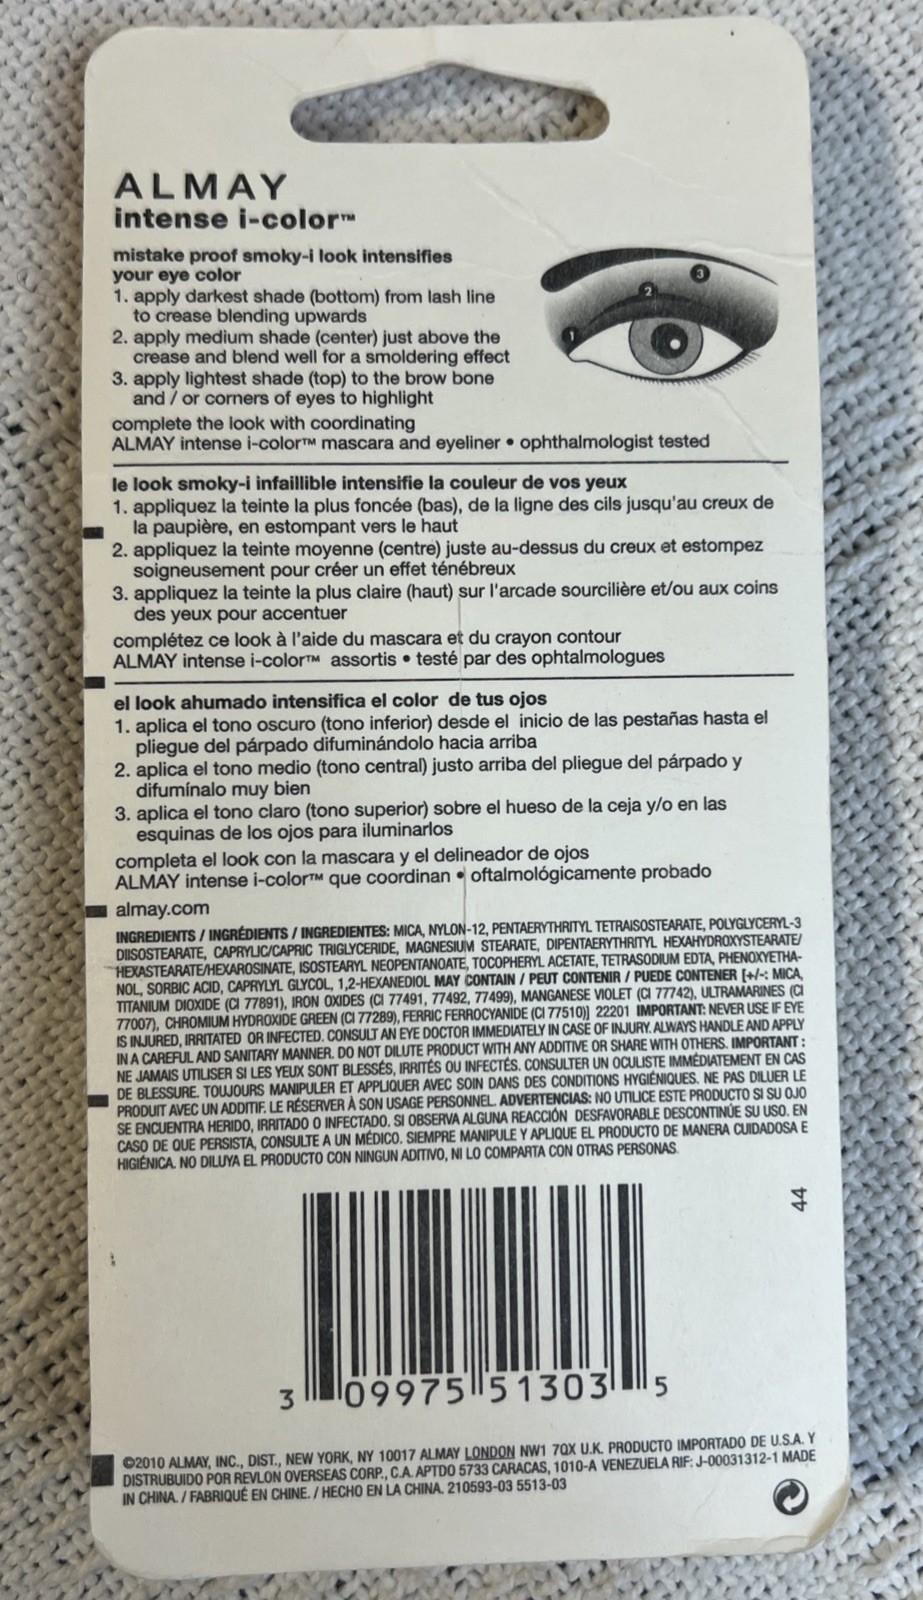 ALMAY
intense i-color™
mistake proof smoky-i look intensifies
your eye color
1. apply darkest shade (bottom) from lash line
to crease blending upwards
2. apply medium shade (center) just above the
crease and blend well for a smoldering effect
3. apply lightest shade (top) to the brow bone
and / or corners of eyes to highlight
1
2
3
complete the look with coordinating
ALMAY intense i-color™ mascara and eyeliner • ophthalmologist tested
le look smoky-i infaillible intensifie la couleur de vos yeux
1. appliquez la teinte la plus foncée (bas), de la ligne des cils jusqu'au creux de
la paupière, en estompant vers le haut
2. appliquez la teinte moyenne (centre) juste au-dessus du creux et estompez
soigneusement pour créer un effet ténébreux
3. appliquez la teinte la plus claire (haut) sur l'arcade sourcilière et/ou aux coins
des yeux pour accentuer
complétez ce look à l'aide du mascara et du crayon contour
ALMAY intense i-color™ assortis • testé par des ophtalmologues
el look ahumado intensifica el color de tus ojos
1. aplica el tono oscuro (tono inferior) desde el inicio de las pestañas hasta el
pliegue del párpado difuminándolo hacia arriba
2. aplica el tono medio (tono central) justo arriba del pliegue del párpado y
difumínalo muy bien
3. aplica el tono claro (tono superior) sobre el hueso de la ceja y/o en las
esquinas de los ojos para iluminarlos
completa el look con la mascara y el delineador de ojos
ALMAY intense i-color™ que coordinan • oftalmológicamente probado
almay.com
INGREDIENTS / INGRÉDIENTS / INGREDIENTES: MICA, NYLON-12, PENTAERYTHRITYL TETRAISOSTEARATE, POLYGLYCERYL-3
DIISOSTEARATE, CAPRYLIC/CAPRIC TRIGLYCERIDE, MAGNESIUM STEARATE, DIPENTAERYTHRITYL HEXAHYDROXYSTEARATE/
HEXASTEARATE/HEXAROSINATE, ISOSTEARYL NEOPENTANOATE, TOCOPHERYL ACETATE, TETRASODIUM EDTA, PHENOXYETHA-
NOL, SORBIC ACID, CAPRYLYL GLYCOL, 1,2-HEXANEDIOL MAY CONTAIN / PEUT CONTENIR / PUEDE CONTENER [+/-: MICA,
TITANIUM DIOXIDE (CI 77891), IRON OXIDES (CI 77491, 77492, 77499), MANGANESE VIOLET (CI 77742), ULTRAMARINES (CI
77007), CHROMIUM HYDROXIDE GREEN (CI 77289), FERRIC FERROCYANIDE (CI 77510)] 22201 IMPORTANT: NEVER USE IF EYE
IS INJURED, IRRITATED OR INFECTED. CONSULT AN EYE DOCTOR IMMEDIATELY IN CASE OF INJURY. ALWAYS HANDLE AND APPLY
IN A CAREFUL AND SANITARY MANNER. DO NOT DILUTE PRODUCT WITH ANY ADDITIVE OR SHARE WITH OTHERS. IMPORTANT :
NE JAMAIS UTILISER SI LES YEUX SONT BLESSÉS, IRRITÉS OU INFECTÉS. CONSULTER UN OCULISTE IMMÉDIATEMENT EN CAS
DE BLESSURE. TOUJOURS MANIPULER ET APPLIQUER AVEC SOIN DANS DES CONDITIONS HYGIÉNIQUES. NE PAS DILUER LE
PRODUIT AVEC UN ADDITIF. LE RÉSERVER À SON USAGE PERSONNEL. ADVERTENCIAS: NO UTILICE ESTE PRODUCTO SI SU OJO
SE ENCUENTRA HERIDO, IRRITADO O INFECTADO. SI OBSERVA ALGUNA REACCIÓN DESFAVORABLE DESCONTINÚE SU USO. EN
CASO DE QUE PERSISTA, CONSULTE A UN MÉDICO. SIEMPRE MANIPULE Y APLIQUE EL PRODUCTO DE MANERA CUIDADOSA E
HIGIÉNICA. NO DILUYA EL PRODUCTO CON NINGUN ADITIVO, NI LO COMPARTA CON OTRAS PERSONAS.
44
3 09975 51303 5
©2010 ALMAY, INC., DIST., NEW YORK, NY 10017 ALMAY LONDON NW1 7QX U.K. PRODUCTO IMPORTADO DE U.S.A. Y
DISTRUBUIDO POR REVLON OVERSEAS CORP., C.A. APTDO 5733 CARACAS, 1010-A VENEZUELA RIF: J-00031312-1 MADE
IN CHINA. / FABRIQUÉ EN CHINE. / HECHO EN LA CHINA. 210593-03 5513-03